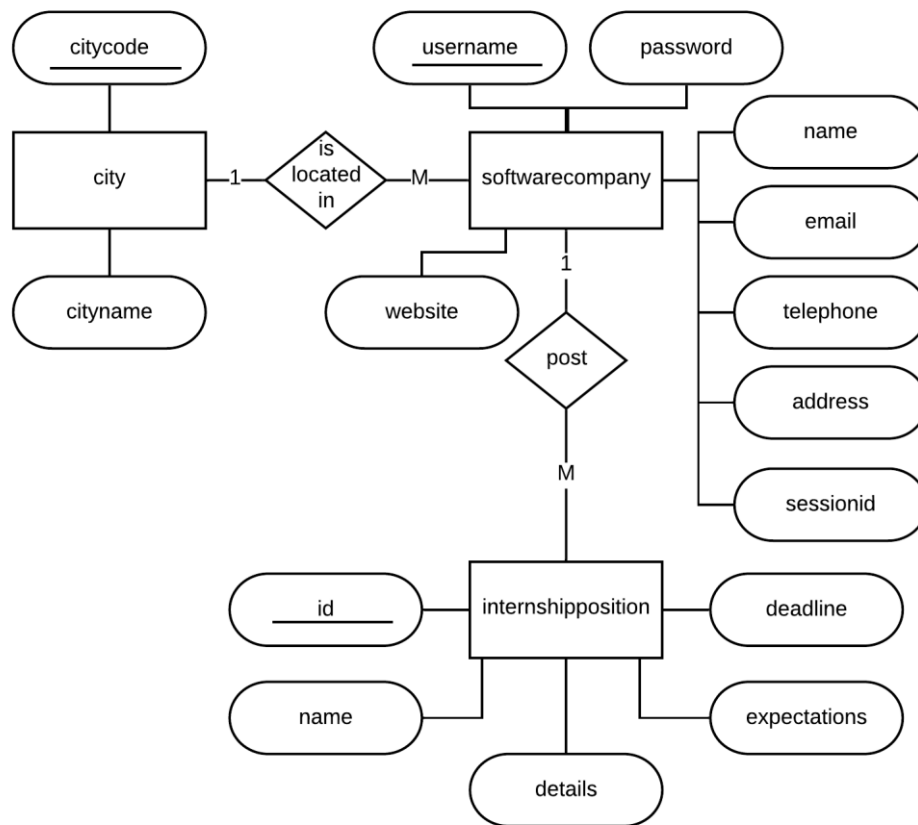 citycode
username
password
name
is
located
in
city
1
M
softwarecompany
email
1
cityname
website
telephone
post
address
M
sessionid
id
internshipposition
deadline
name
expectations
details